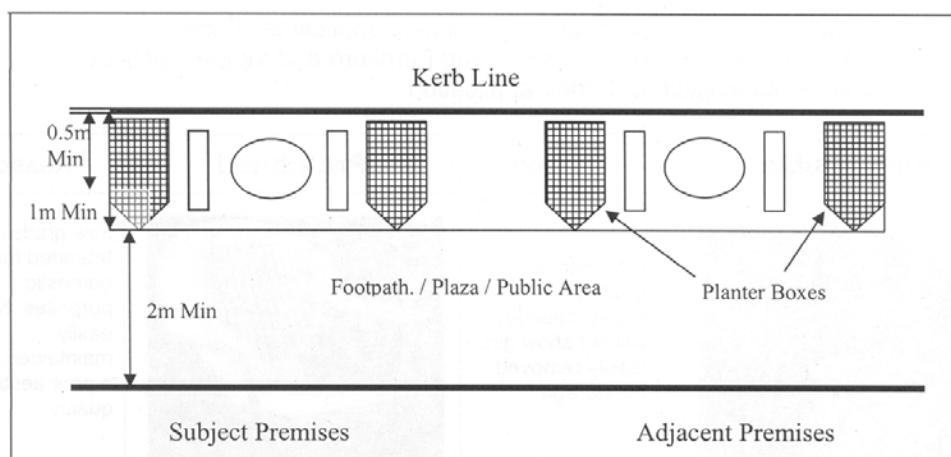 Kerb Line
0.5m
Min
1m Min
2m Min
Footpath. / Plaza / Public Area
Planter Boxes
Subject Premises
Adjacent Premises